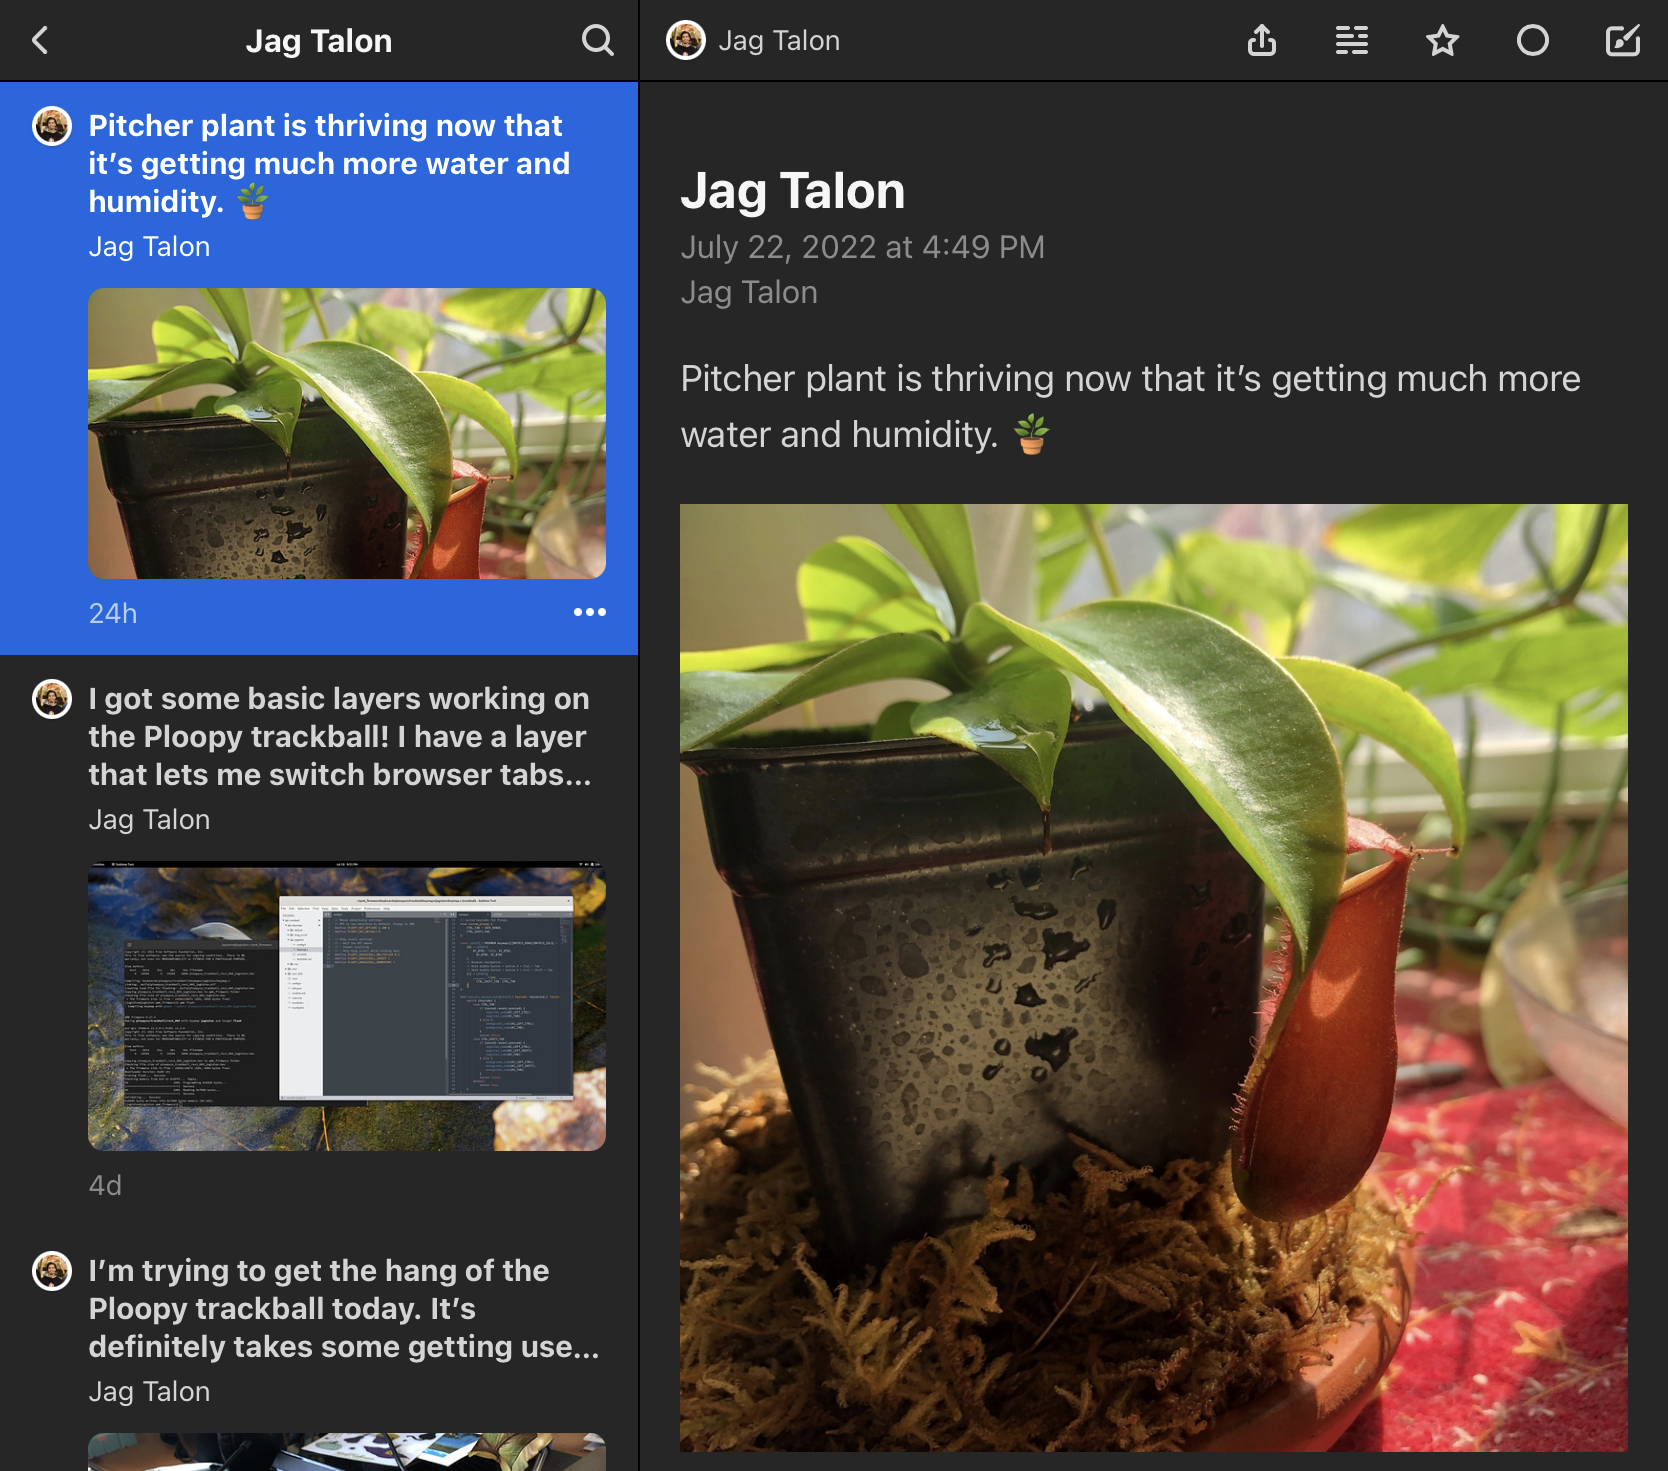 Jag Talon
Pitcher plant is thriving now that
it’s getting much more water and
humidity. 🪴
Jag Talon
24h
I got some basic layers working on
the Ploopy trackball! I have a layer
that lets me switch browser tabs...
Jag Talon
4d
I’m trying to get the hang of the
Ploopy trackball today. It’s
definitely takes some getting use...
Jag Talon
Jag Talon
Jag Talon
July 22, 2022 at 4:49 PM
Jag Talon
Pitcher plant is thriving now that it’s getting much more
water and humidity. 🪴